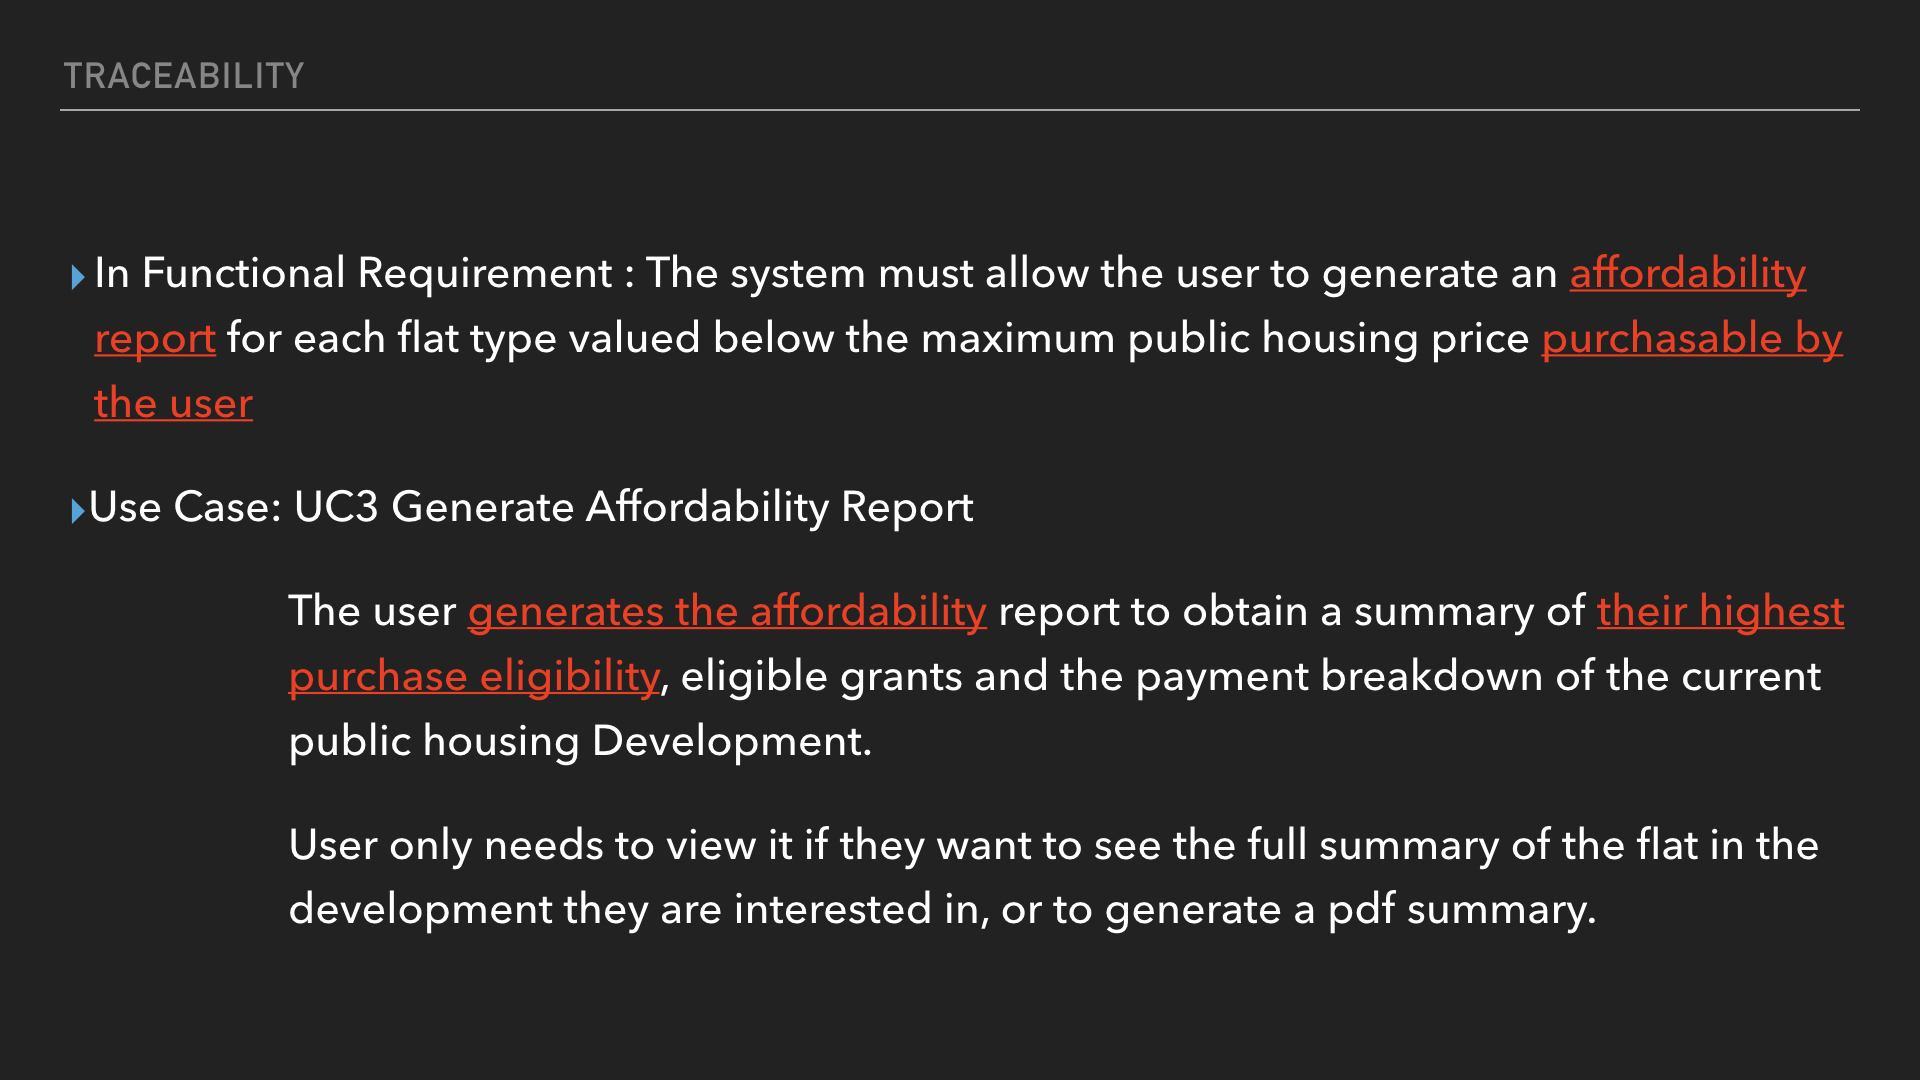 TRACEABILITY
In Functional Requirement : The system must allow the user to generate an affordability
report for each flat type valued below the maximum public housing price purchasable by
the user
Use Case: UC3 Generate Affordability Report
The user generates the affordability report to obtain a summary of their highest
purchase eligibility, eligible grants and the payment breakdown of the current
public housing Development.
User only needs to view it if they want to see the full summary of the flat in the
development they are interested in, or to generate a pdf summary.